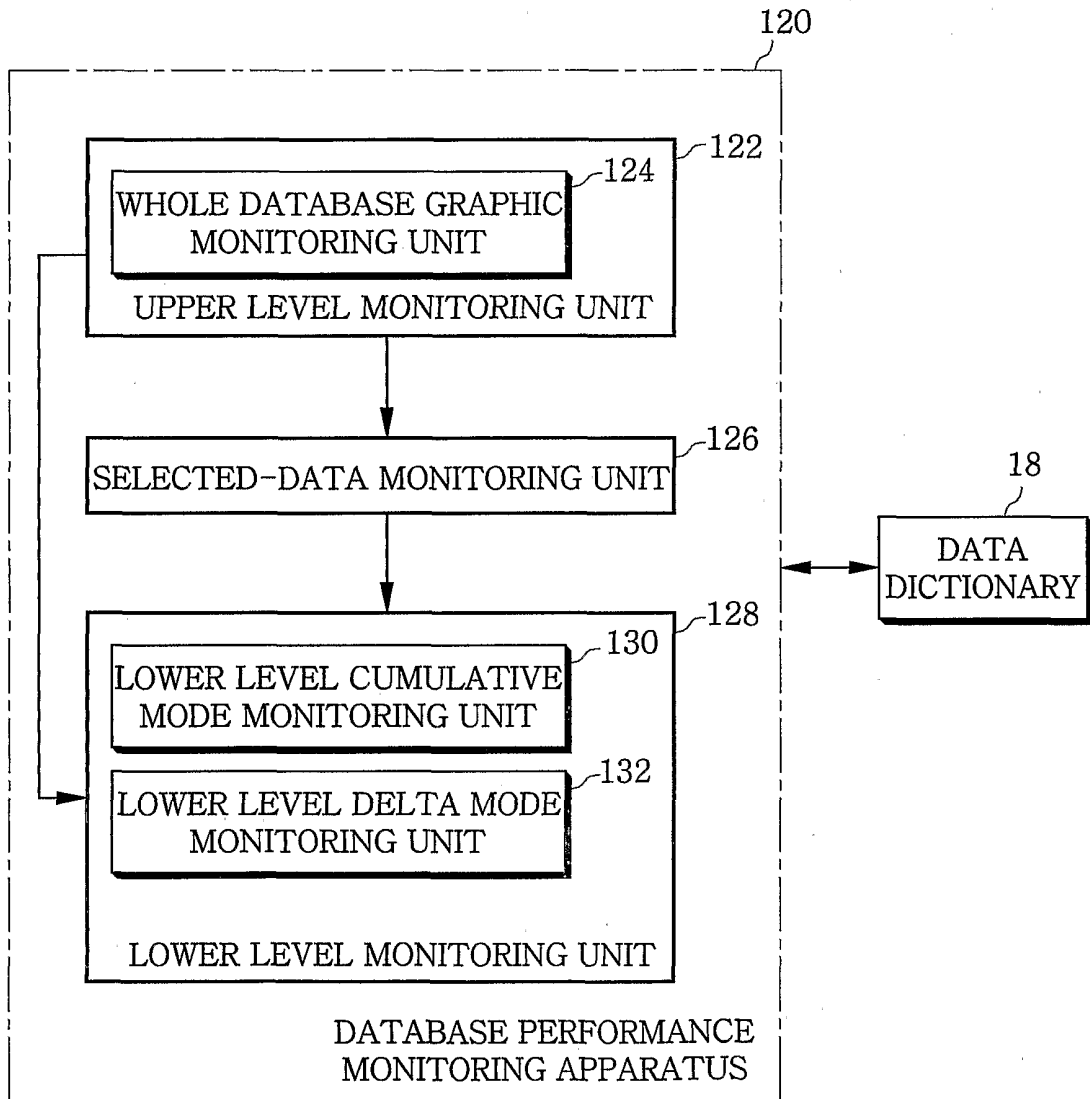 120
122
124
WHOLE DATABASE GRAPHIC
MONITORING UNIT
UPPER LEVEL MONITORING UNIT
126
SELECTED-DATA MONITORING UNIT
18
DATA
DICTIONARY
128
130
LOWER LEVEL CUMULATIVE
MODE MONITORING UNIT
132
LOWER LEVEL DELTA MODE
MONITORING UNIT
LOWER LEVEL MONITORING UNIT
DATABASE PERFORMANCE
MONITORING APPARATUS